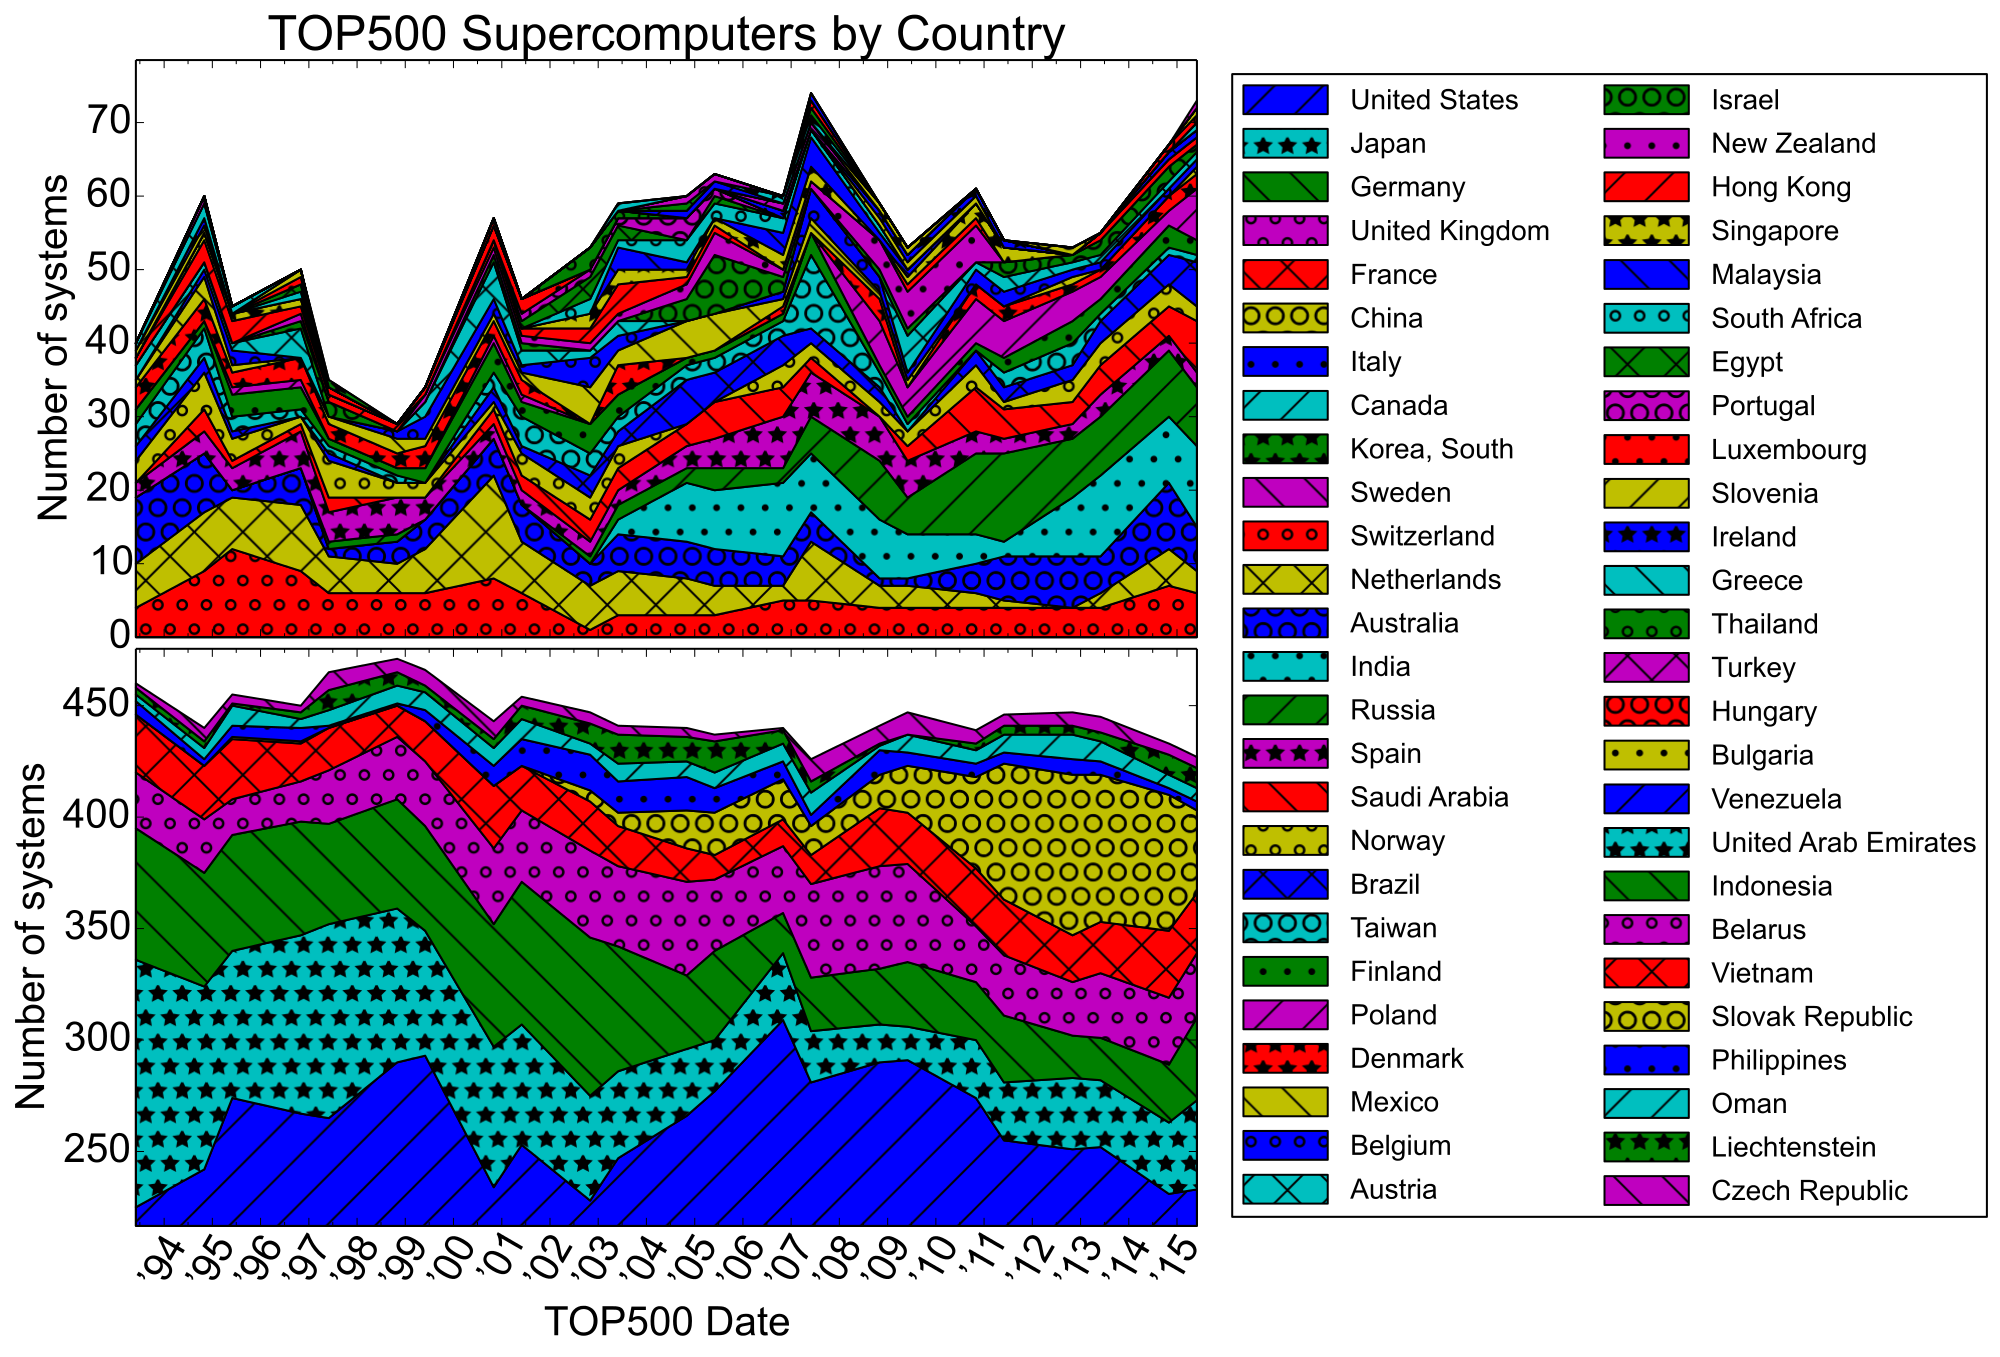 TOP500 Supercomputers by Country
Number of systems
70
60
50
40
30
20
10
0
Number of systems
450
400
350
300
250
'94 '95 '96 '97 '98 '99 '00 '01 '02 '03 '04 '05 '06 '07 '08 '09 '10 '11 '12 '13 '14 '15
TOP500 Date
United States
Japan
Germany
United Kingdom
France
China
Italy
Canada
Korea, South
Sweden
Switzerland
Netherlands
Australia
India
Russia
Spain
Saudi Arabia
Norway
Brazil
Taiwan
Finland
Poland
Denmark
Mexico
Belgium
Austria
Israel
New Zealand
Hong Kong
Singapore
Malaysia
South Africa
Egypt
Portugal
Luxembourg
Slovenia
Ireland
Greece
Thailand
Turkey
Hungary
Bulgaria
Venezuela
United Arab Emirates
Indonesia
Belarus
Vietnam
Slovak Republic
Philippines
Oman
Liechtenstein
Czech Republic